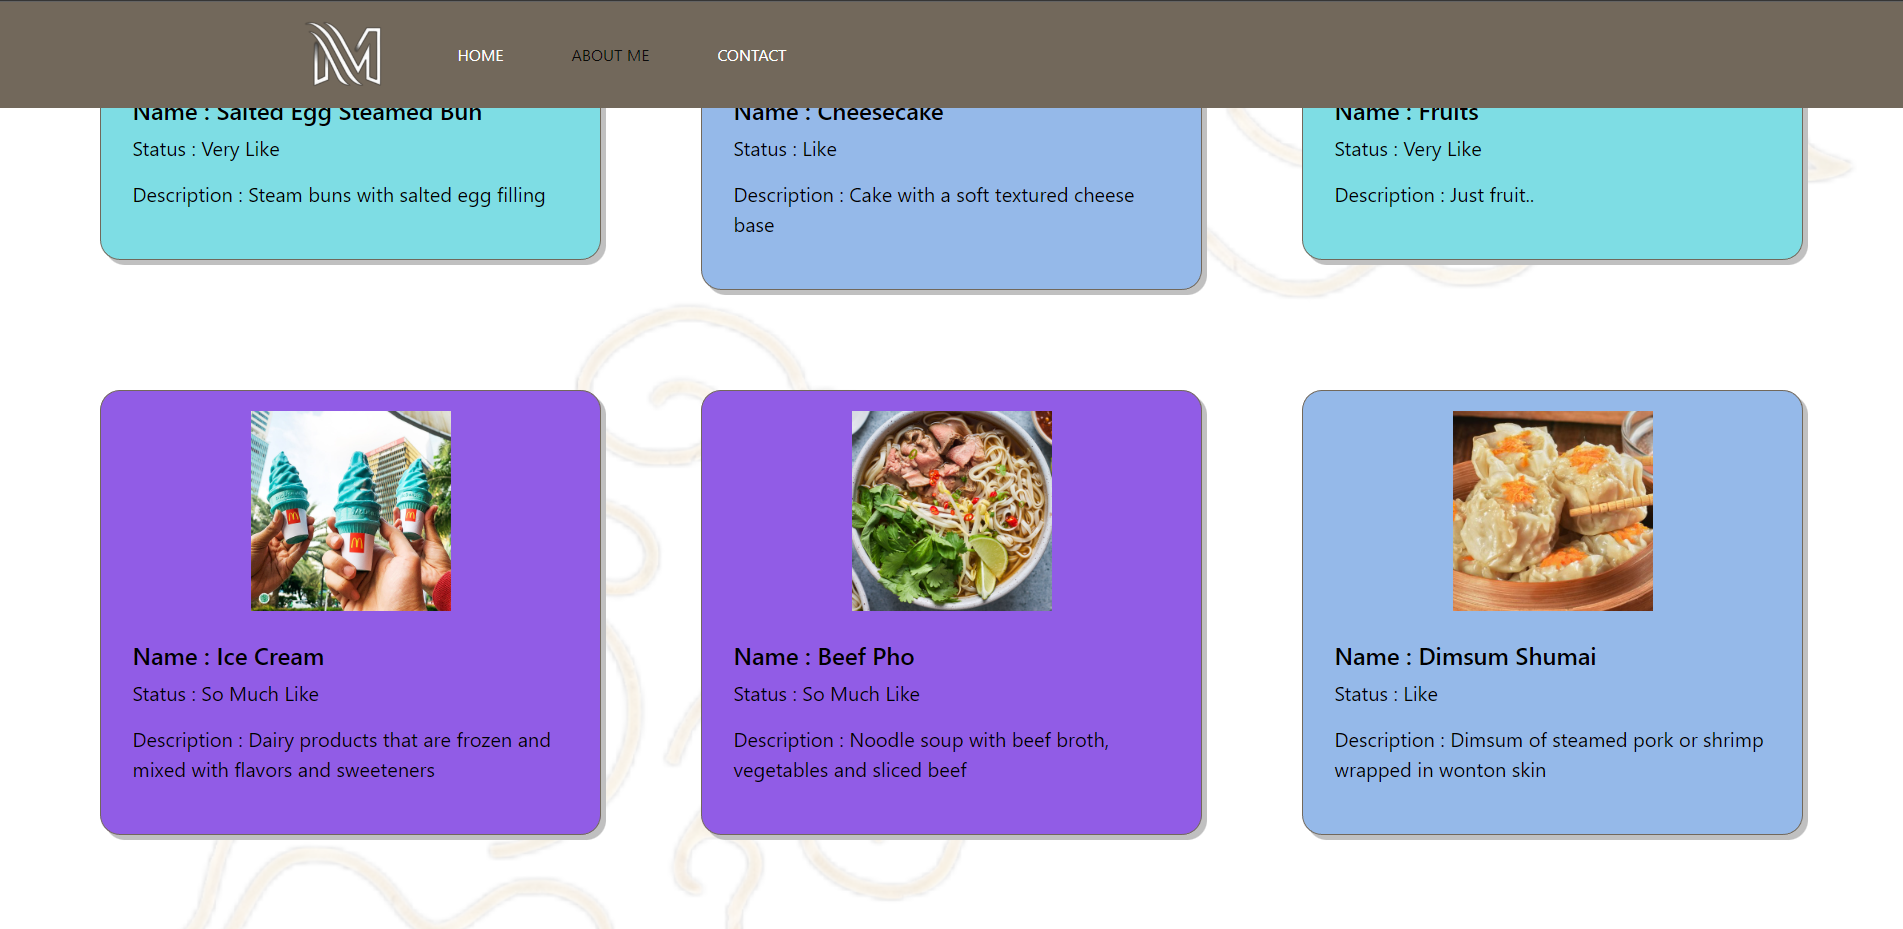 HOME
ABOUT ME
CONTACT
Name : Salted Egg Steamed Bun
Status : Very Like
Description : Steam buns with salted egg filling
Name : Cheesecake
Status : Like
Description : Cake with a soft textured cheese
base
Name : Fruits
Status : Very Like
Description : Just fruit..
Name : Ice Cream
Status : So Much Like
Description : Dairy products that are frozen and
mixed with flavors and sweeteners
Name : Beef Pho
Status : So Much Like
Description : Noodle soup with beef broth,
vegetables and sliced beef
Name : Dimsum Shumai
Status : Like
Description : Dimsum of steamed pork or shrimp
wrapped in wonton skin